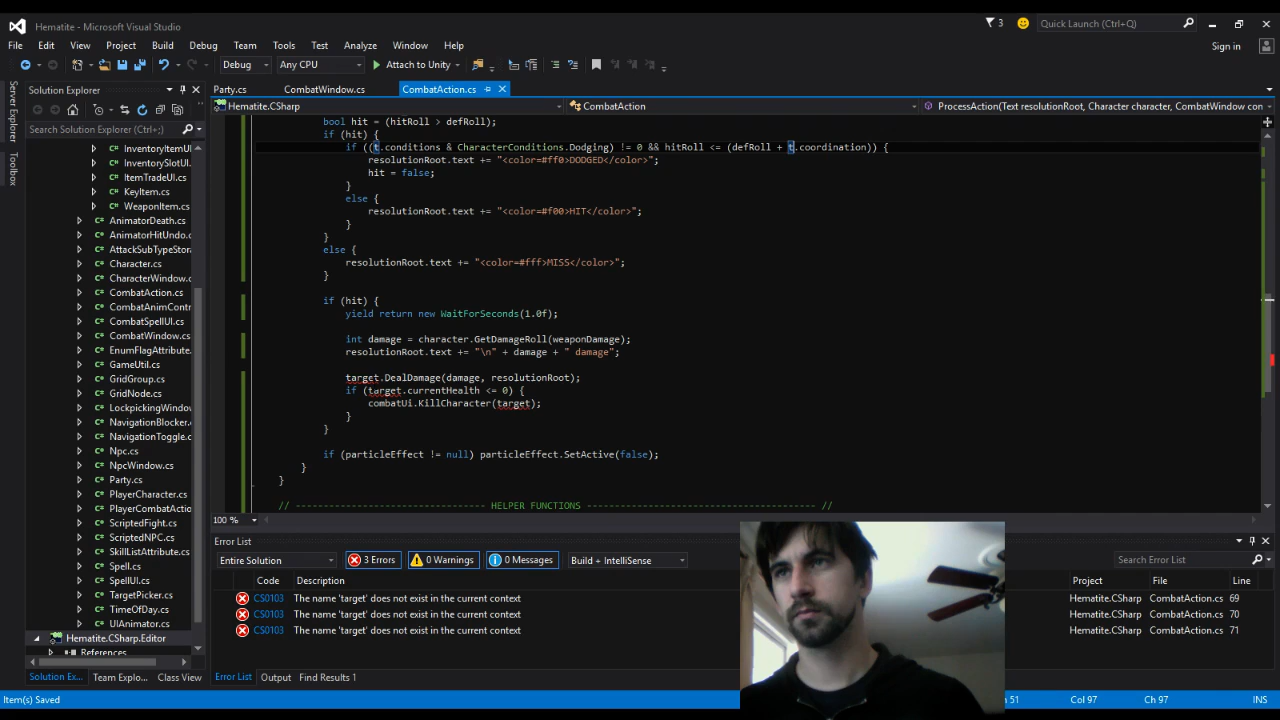 Hematite - Microsoft Visual Studio
3
Quick Launch (Ctrl+Q)
File Edit View Project Build Debug Team Tools Test Analyze Window Help
Sign in
Debug Any CPU Attach to Unity
Server Explorer
Toolbox
Solution Explorer
Search Solution Explorer (Ctrl+;)
InventoryItemU
InventorySlotUI.
ItemTradeUI.c
KeyItem.cs
WeaponItem.c
AnimatorDeath.cs
AnimatorHitUndo.c
AttackSubTypeStor
Character.cs
CharacterWindow.cs
CombatAction.cs
CombatAnimContr
CombatSpellUI.cs
CombatWindow.cs
EnumFlagAttribute
GameUtil.cs
GridGroup.cs
GridNode.cs
LockpickingWindo
NavigationBlocker.
NavigationToggle.c
Npc.cs
NpcWindow.cs
Party.cs
PlayerCharacter.cs
PlayerCombatActio
ScriptedFight.cs
ScriptedNPC.cs
SkillListAttribute.cs
Spell.cs
SpellUI.cs
TargetPicker.cs
TimeOfDay.cs
UIAnimator.cs
Hematite.CSharp.Editor
References
Solution Ex... Team Explo... Class View
Party.cs CombatWindow.cs CombatAction.cs
Hematite.CSharp CombatAction ProcessAction(Text resolutionRoot, Character character, CombatWindow con
bool hit = (hitRoll > defRoll);
if (hit) {
if ((t.conditions & CharacterConditions.Dodging) != 0 && hitRoll <= (defRoll + t.coordination)) {
resolutionRoot.text += "<color=#ff0>DODGED</color>";
hit = false;
}
else {
resolutionRoot.text += "<color=#f00>HIT</color>";
}
}
else {
resolutionRoot.text += "<color=#fff>MISS</color>";
}
if (hit) {
yield return new WaitForSeconds(1.0f);
int damage = character.GetDamageRoll(weaponDamage);
resolutionRoot.text += "\n" + damage + " damage";
target.DealDamage(damage, resolutionRoot);
if (target.currentHealth <= 0) {
combatUi.KillCharacter(target);
}
}
if (particleEffect != null) particleEffect.SetActive(false);
}
}
// --------------------------------- HELPER FUNCTIONS ---------------------------------------- //
100 %
Error List
Entire Solution 3 Errors 0 Warnings 0 Messages Build + IntelliSense Search Error List
Code Description Project File Line
CS0103 The name 'target' does not exist in the current context Hematite.CSharp CombatAction.cs 69
CS0103 The name 'target' does not exist in the current context Hematite.CSharp CombatAction.cs 70
CS0103 The name 'target' does not exist in the current context Hematite.CSharp CombatAction.cs 71
Error List Output Find Results 1
Item(s) Saved 51 Col 97 Ch 97 INS